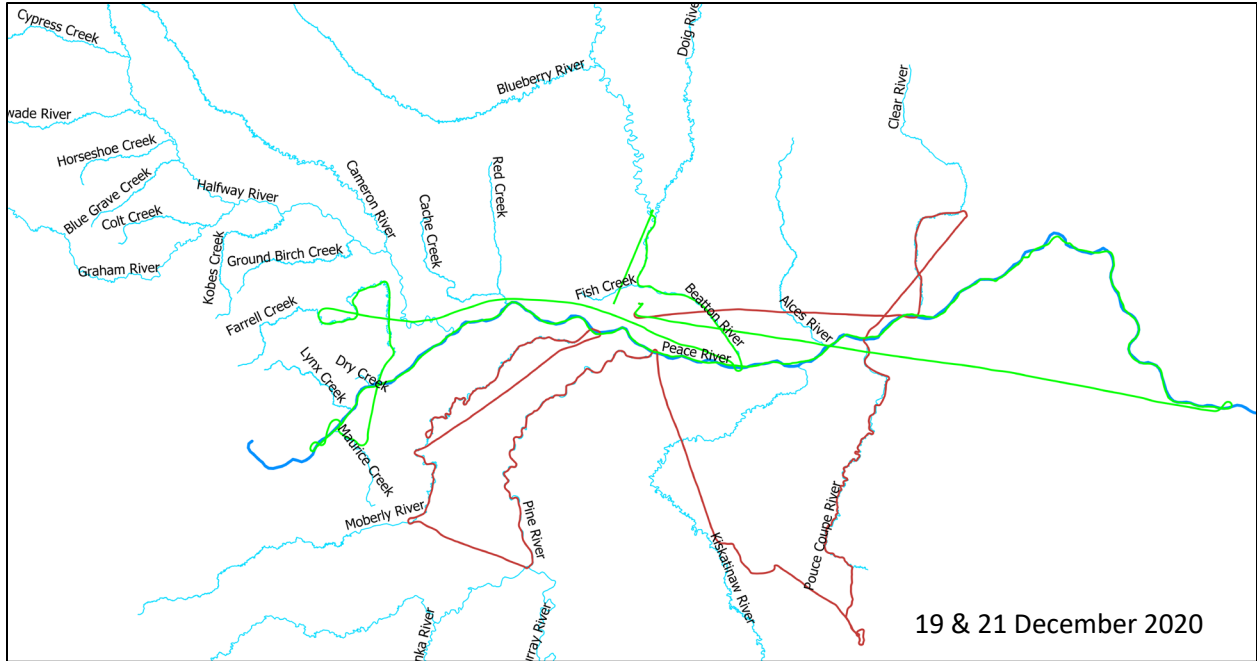 Cypress Creek
Doig Rive
Blueberry River
Clear River
wade River
Horseshoe Creek
Blue Grave Creek
Halfway River
Colt Creek
Cameron River
Red Creek
Cache Creek
Graham River
Kobes Creek
Ground Birch Creek
Farrell Creek
Fish Creek
Beatton River
Alces River
Peace River
Lynx Creek
Dry Creek
Maurice Creek
Moberly River
Pine River
Kiskatinaw River
Pouce Coupe River
nka River
rray River
19 & 21 December 2020